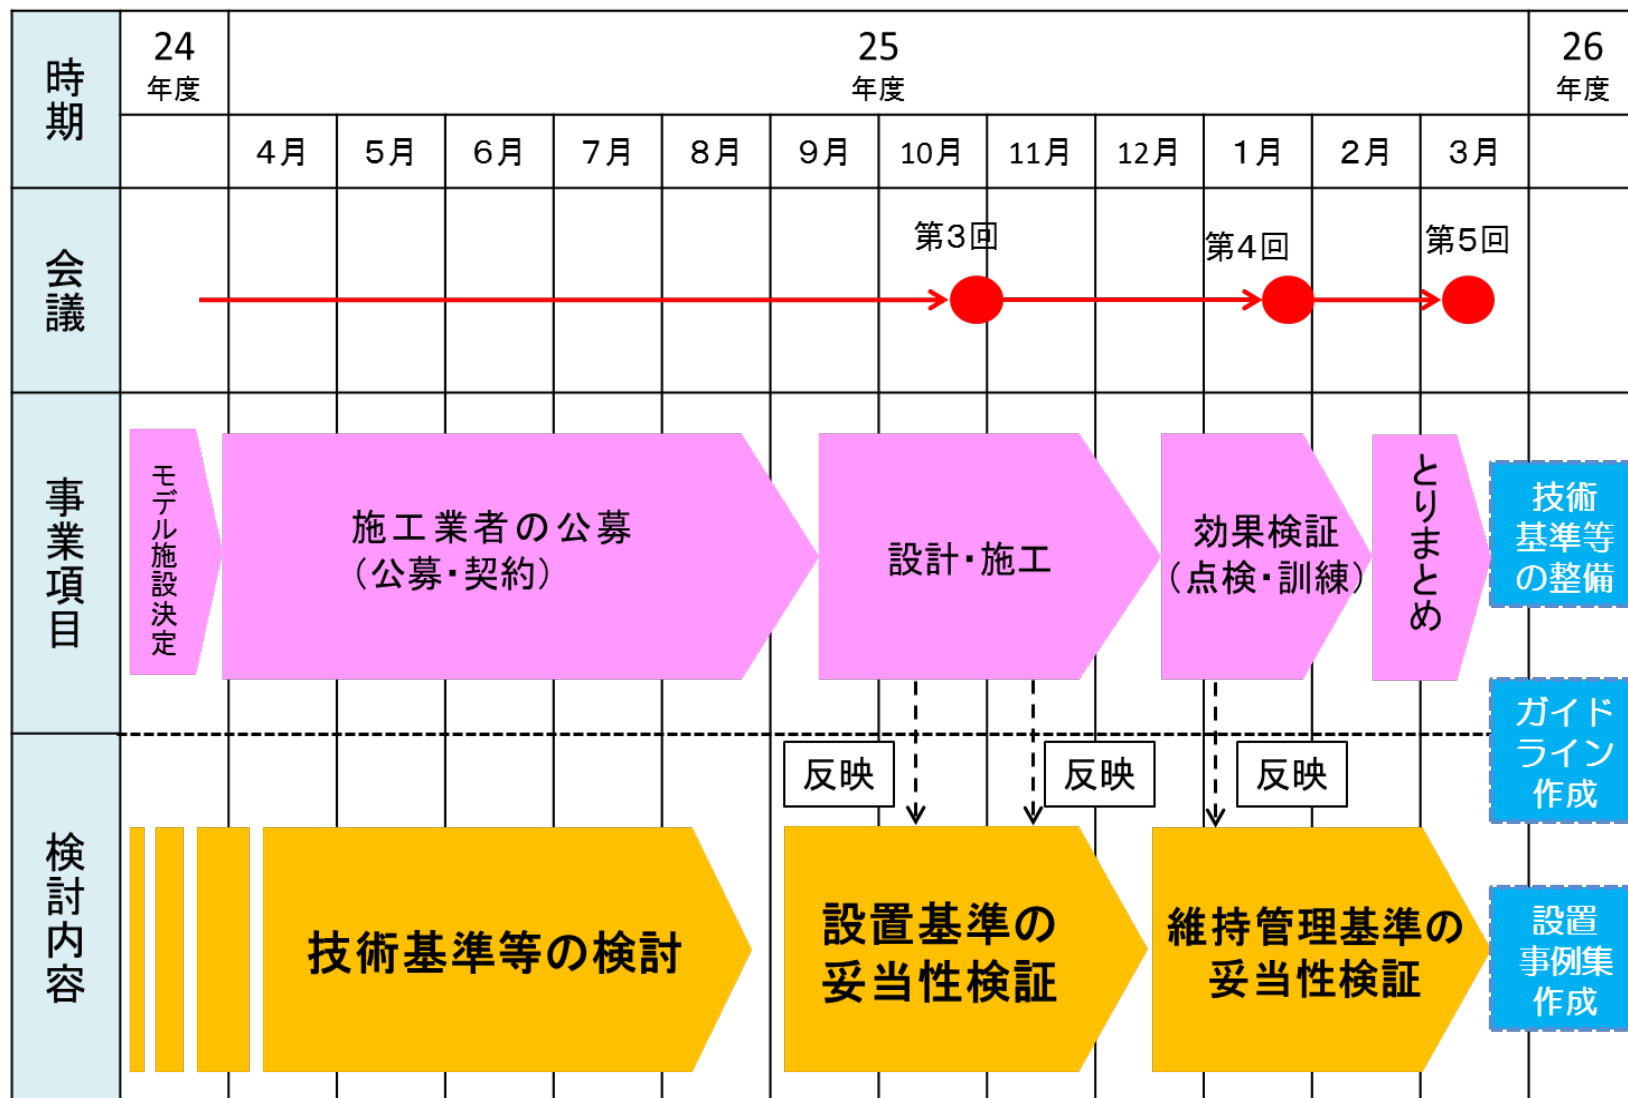 時期
24
年度
25
年度
26
年度
4月
5月
6月
7月
8月
9月
10月
11月
12月
1月
2月
3月
会議
第3回
第4回
第5回
事業項目
モデル施設決定
施工業者の公募
（公募・契約）
設計・施工
効果検証
（点検・訓練）
とりまとめ
技術
基準等
の整備
ガイド
ライン
作成
反映
反映
反映
検討内容
技術基準等の検討
設置基準の
妥当性検証
維持管理基準の
妥当性検証
設置
事例集
作成